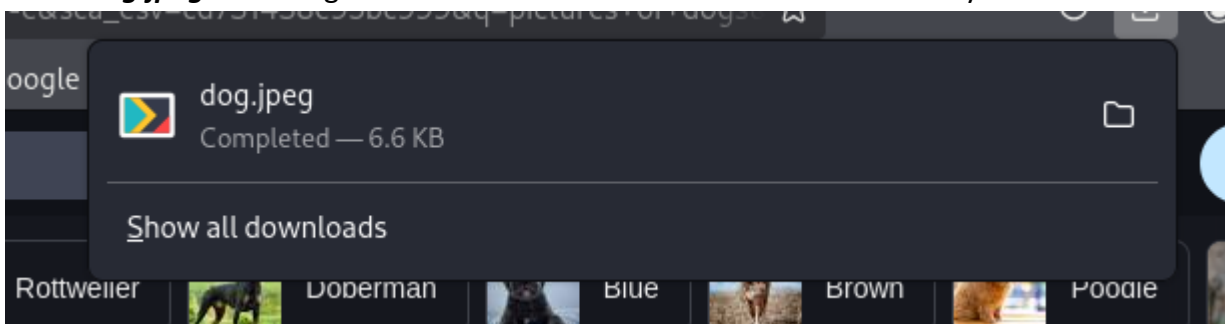 oogle
dog.jpeg
Completed — 6.6 KB
Show all downloads
Rottweiler Doberman Blue Brown Poodle